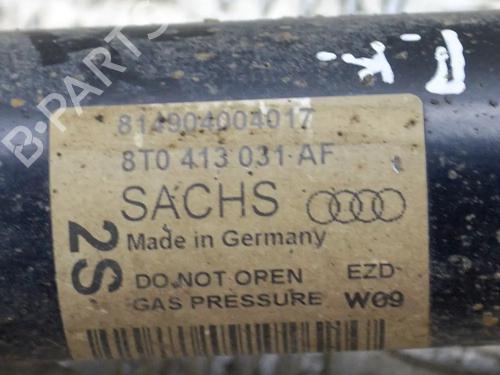 B-PARTS
814904004017
8T0 413 031 AF
SACHS
Made in Germany
2S
DO NOT OPEN EZD-
GAS PRESSURE W09